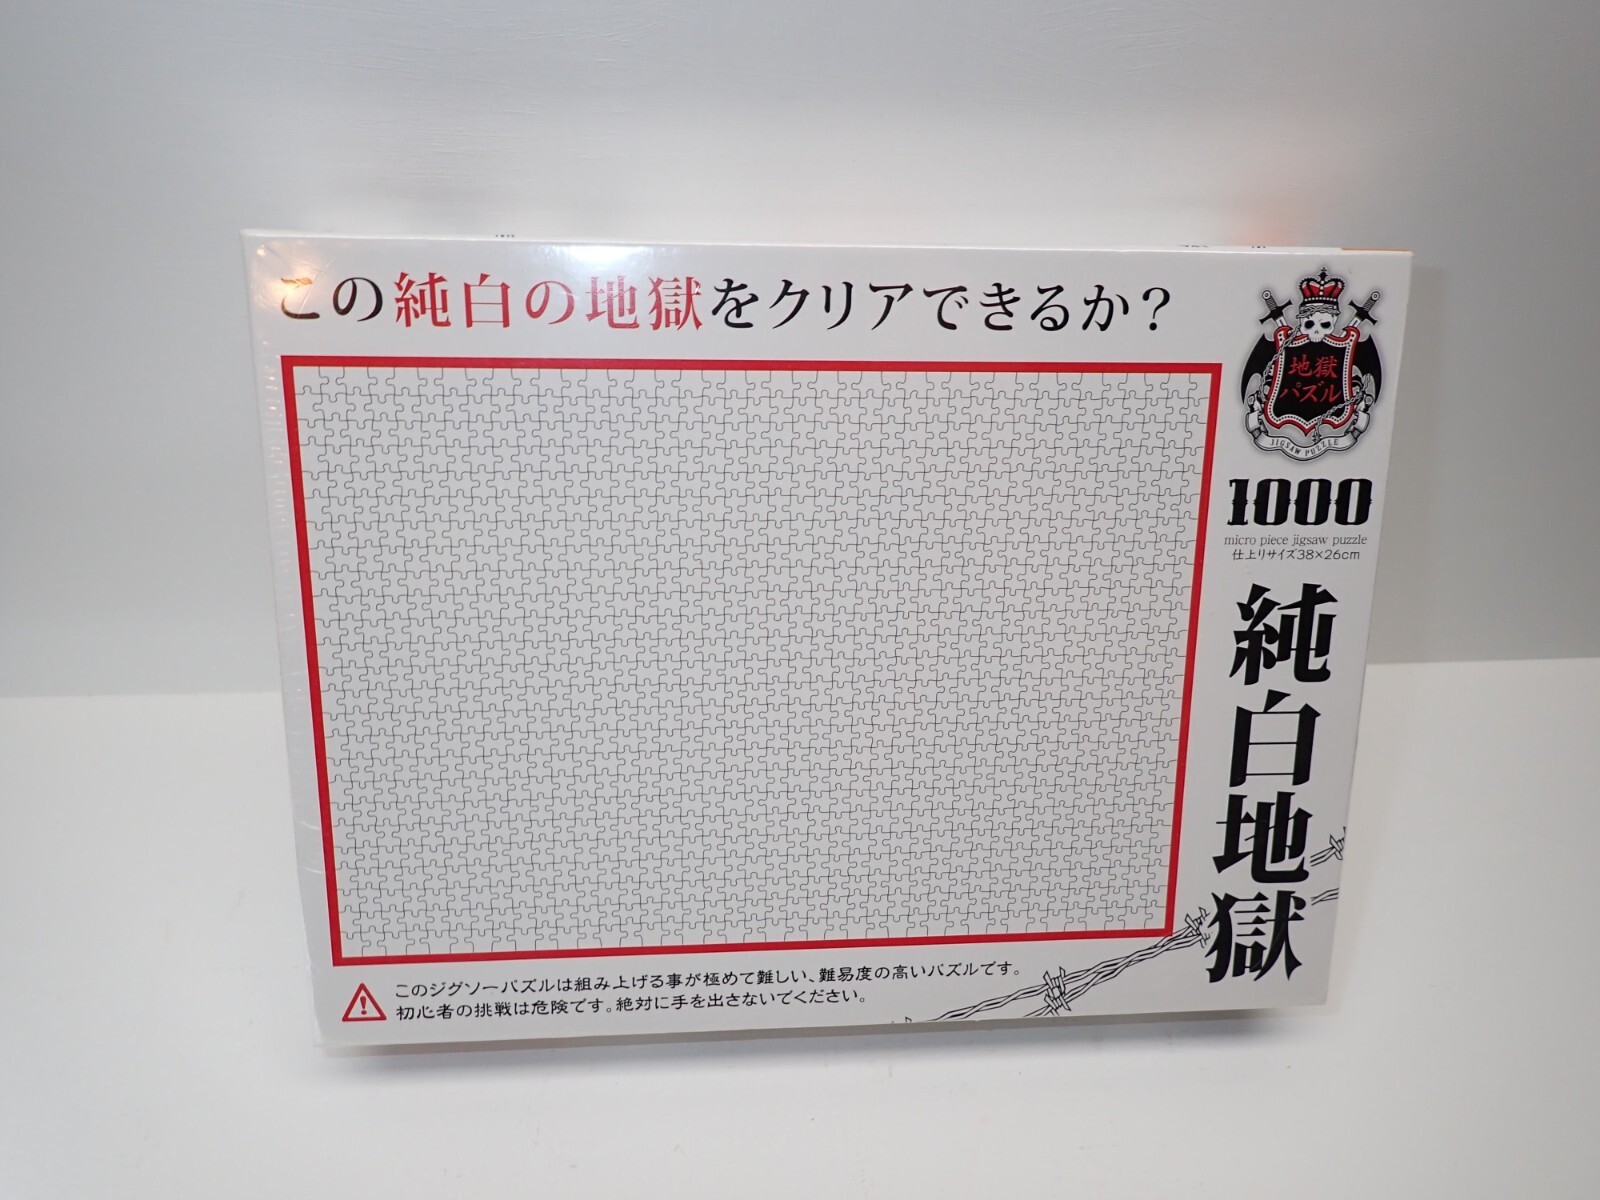 この純白の地獄をクリアできるか？
地獄
パズル
JIGSAW PUZZLE
1000
micro piece jigsaw puzzle
仕上りサイズ38×26cm
純白地獄
このジグソーパズルは組み上げる事が極めて難しい、難易度の高いパズルです。
初心者の挑戦は危険です。絶対に手を出さないでください。